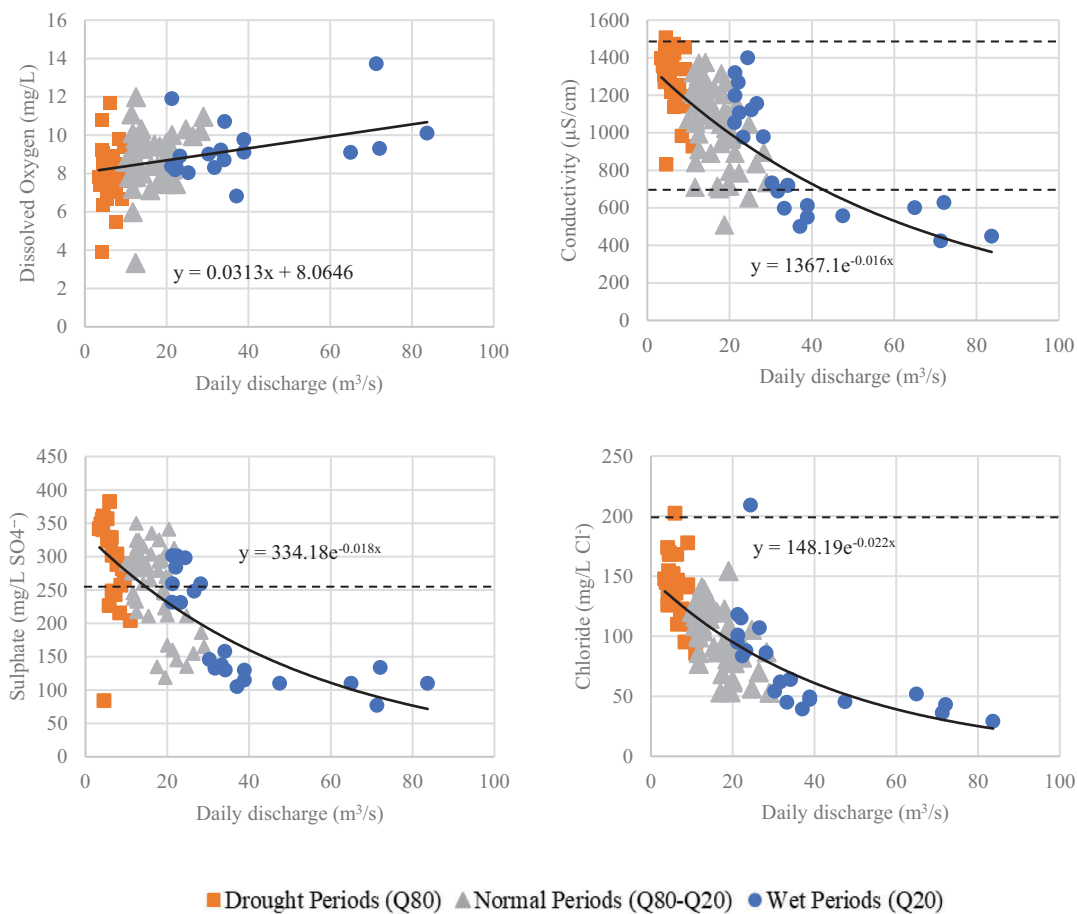 16
14
12
10
8
6
4
2
0
Dissolved Oxygen (mg/L)
y = 0.0313x + 8.0646
0 20 40 60 80 100
Daily discharge (m³/s)
1600
1400
1200
1000
800
600
400
200
0
Conductivity (µS/cm)
y = 1367.1e^-0.016x
0 20 40 60 80 100
Daily discharge (m³/s)
450
400
350
300
250
200
150
100
50
0
Sulphate (mg/L SO4⁻)
y = 334.18e^-0.018x
0 20 40 60 80 100
Daily discharge (m³/s)
250
200
150
100
50
0
Chloride (mg/L Cl⁻)
y = 148.19e^-0.022x
0 20 40 60 80 100
Daily discharge (m³/s)
Drought Periods (Q80) Normal Periods (Q80-Q20) Wet Periods (Q20)